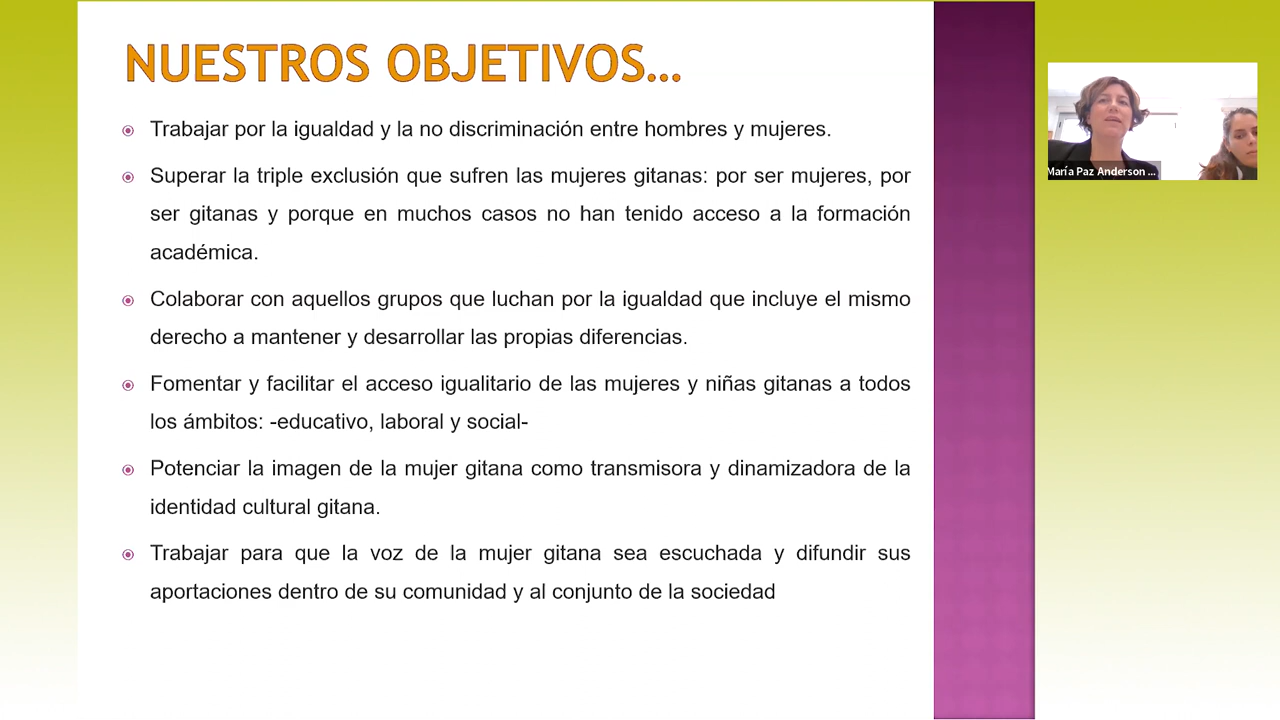 NUESTROS OBJETIVOS...
Trabajar por la igualdad y la no discriminación entre hombres y mujeres.
Superar la triple exclusión que sufren las mujeres gitanas: por ser mujeres, por
ser gitanas y porque en muchos casos no han tenido acceso a la formación
académica.
Colaborar con aquellos grupos que luchan por la igualdad que incluye el mismo
derecho a mantener y desarrollar las propias diferencias.
Fomentar y facilitar el acceso igualitario de las mujeres y niñas gitanas a todos
los ámbitos: -educativo, laboral y social-
Potenciar la imagen de la mujer gitana como transmisora y dinamizadora de la
identidad cultural gitana.
Trabajar para que la voz de la mujer gitana sea escuchada y difundir sus
aportaciones dentro de su comunidad y al conjunto de la sociedad
María Paz Anderson ...